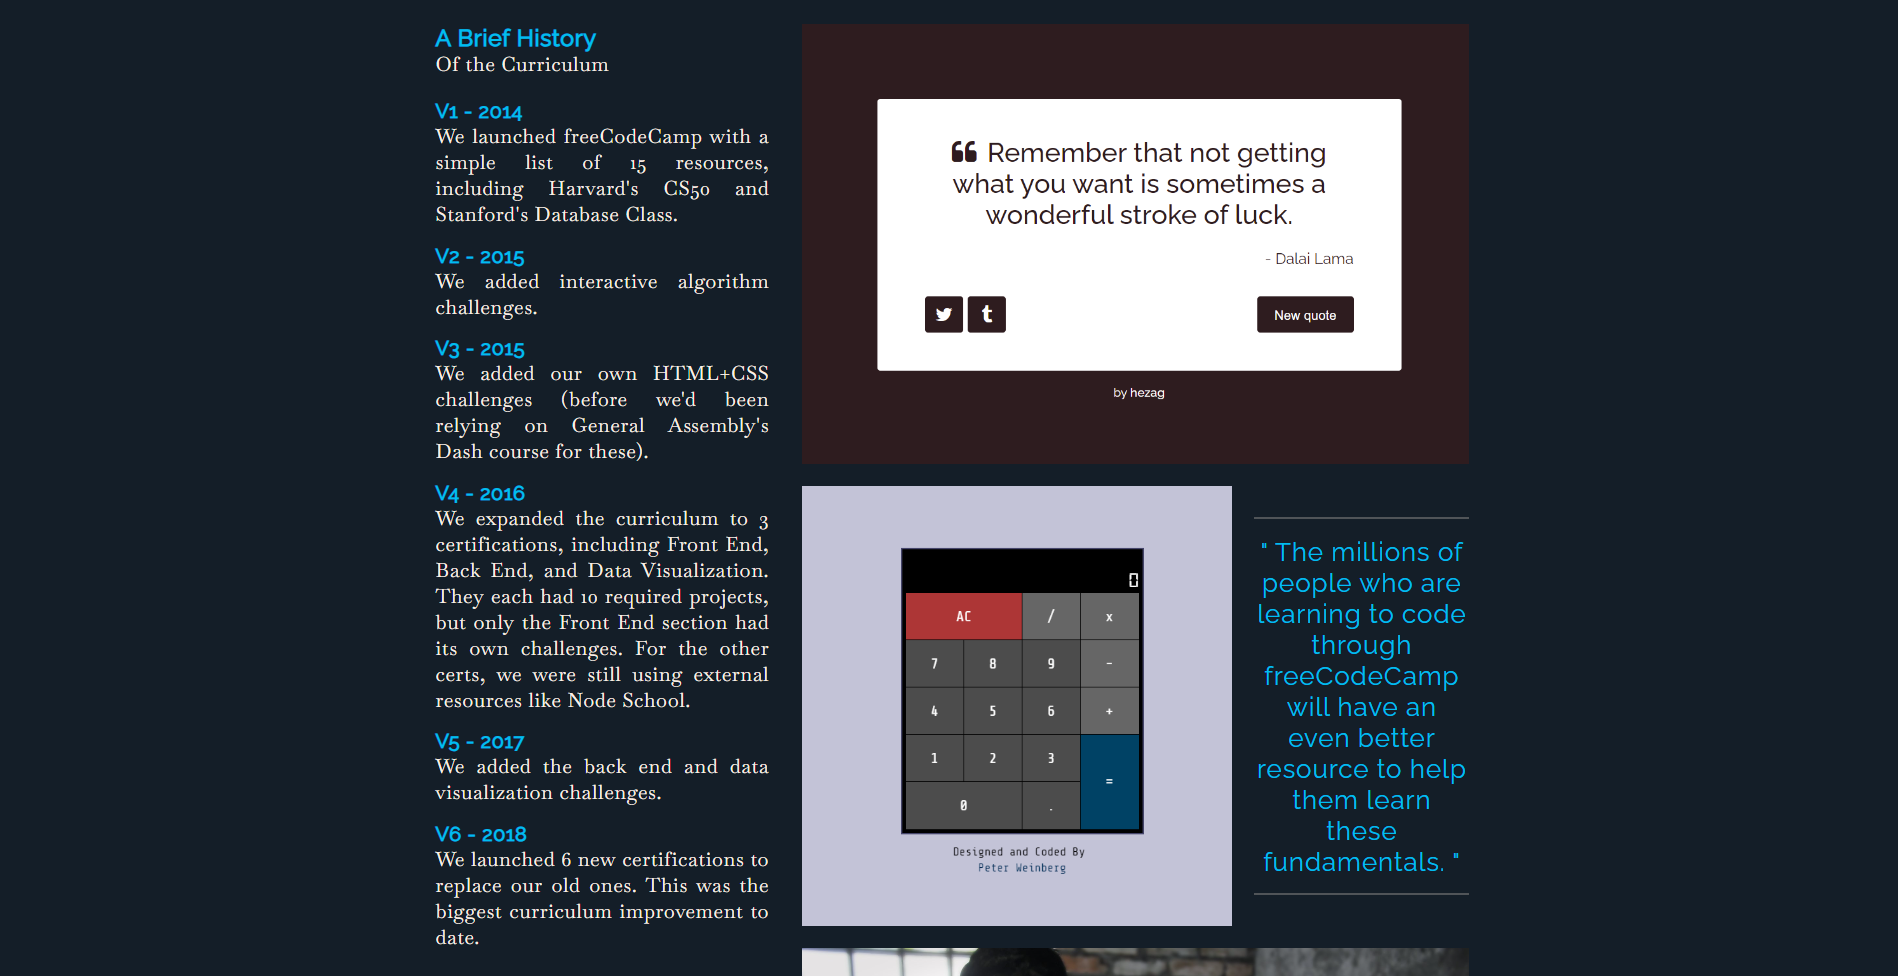 A Brief History
Of the Curriculum
V1 - 2014
We launched freeCodeCamp with a
simple list of 15 resources,
including Harvard's CS50 and
Stanford's Database Class.
V2 - 2015
We added interactive algorithm
challenges.
V3 - 2015
We added our own HTML+CSS
challenges (before we'd been
relying on General Assembly's
Dash course for these).
V4 - 2016
We expanded the curriculum to 3
certifications, including Front End,
Back End, and Data Visualization.
They each had 10 required projects,
but only the Front End section had
its own challenges. For the other
certs, we were still using external
resources like Node School.
V5 - 2017
We added the back end and data
visualization challenges.
V6 - 2018
We launched 6 new certifications to
replace our old ones. This was the
biggest curriculum improvement to
date.
❝ Remember that not getting
what you want is sometimes a
wonderful stroke of luck.
- Dalai Lama
New quote
by hezag
0
AC / x
7 8 9 -
4 5 6 +
1 2 3
=
0 .
Designed and Coded By
Peter Weinberg
" The millions of
people who are
learning to code
through
freeCodeCamp
will have an
even better
resource to help
them learn
these
fundamentals. "